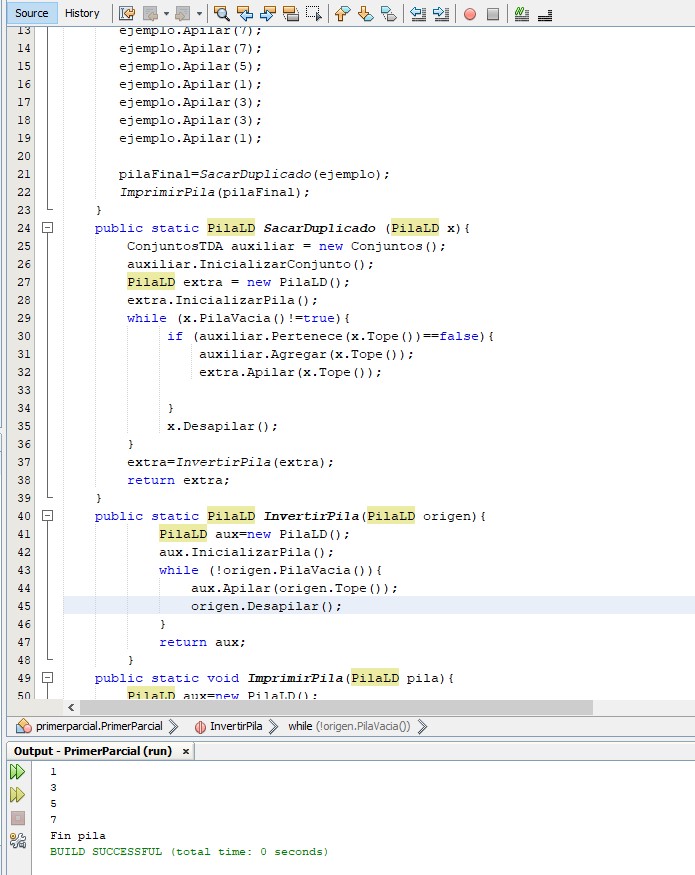 Source History
13 ejemplo.Apilar(7);
14 ejemplo.Apilar(7);
15 ejemplo.Apilar(5);
16 ejemplo.Apilar(1);
17 ejemplo.Apilar(3);
18 ejemplo.Apilar(3);
19 ejemplo.Apilar(1);
20
21 pilaFinal=SacarDuplicado(ejemplo);
22 ImprimirPila(pilaFinal);
23 }
24 public static PilaLD SacarDuplicado (PilaLD x){
25 ConjuntosTDA auxiliar = new Conjuntos();
26 auxiliar.InicializarConjunto();
27 PilaLD extra = new PilaLD();
28 extra.InicializarPila();
29 while (x.PilaVacia()!=true){
30 if (auxiliar.Pertenece(x.Tope())==false){
31 auxiliar.Agregar(x.Tope());
32 extra.Apilar(x.Tope());
33
34 }
35 x.Desapilar();
36 }
37 extra=InvertirPila(extra);
38 return extra;
39 }
40 public static PilaLD InvertirPila(PilaLD origen){
41 PilaLD aux=new PilaLD();
42 aux.InicializarPila();
43 while (!origen.PilaVacia()){
44 aux.Apilar(origen.Tope());
45 origen.Desapilar();
46 }
47 return aux;
48 }
49 public static void ImprimirPila(PilaLD pila){
50 PilaLD aux=new PilaLD();
primerparcial.PrimerParcial InvertirPila while (!origen.PilaVacia())
Output - PrimerParcial (run) ×
1
3
5
7
Fin pila
BUILD SUCCESSFUL (total time: 0 seconds)